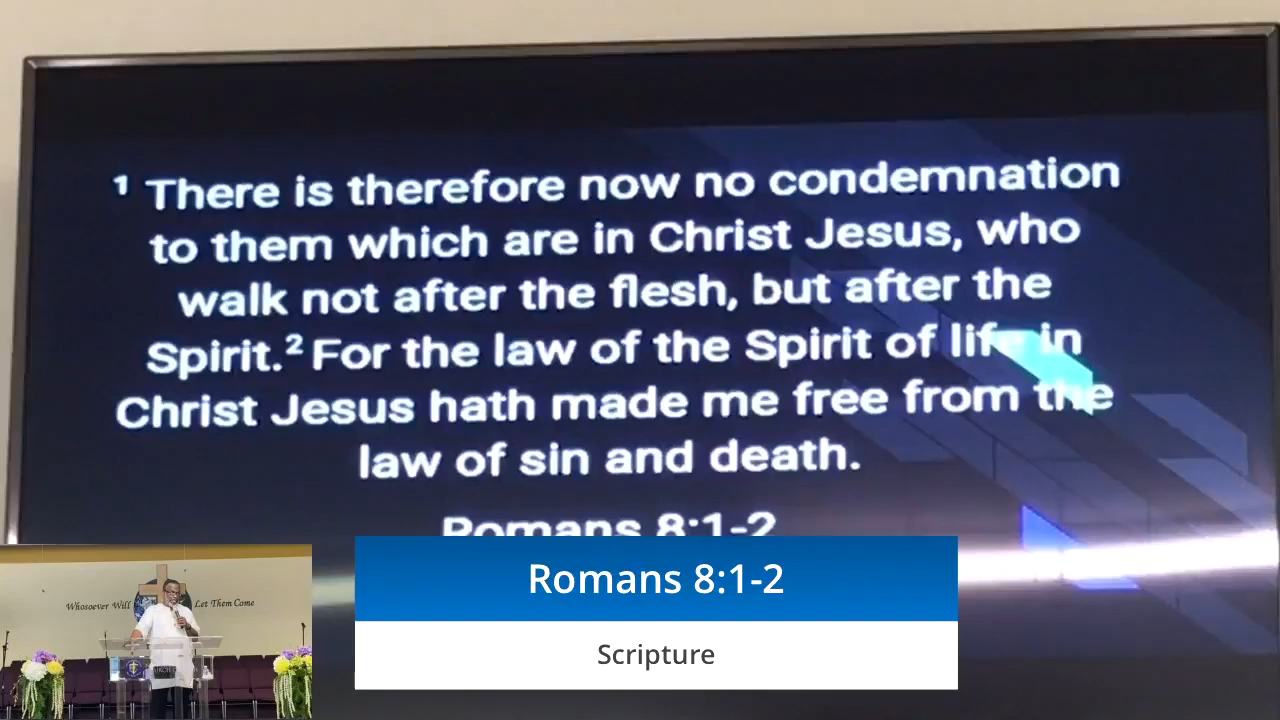 ¹ There is therefore now no condemnation
to them which are in Christ Jesus, who
walk not after the flesh, but after the
Spirit.² For the law of the Spirit of life in
Christ Jesus hath made me free from the
law of sin and death.
Romans 8:1-2
Romans 8:1-2
Scripture
Whosoever Will Let Them Come